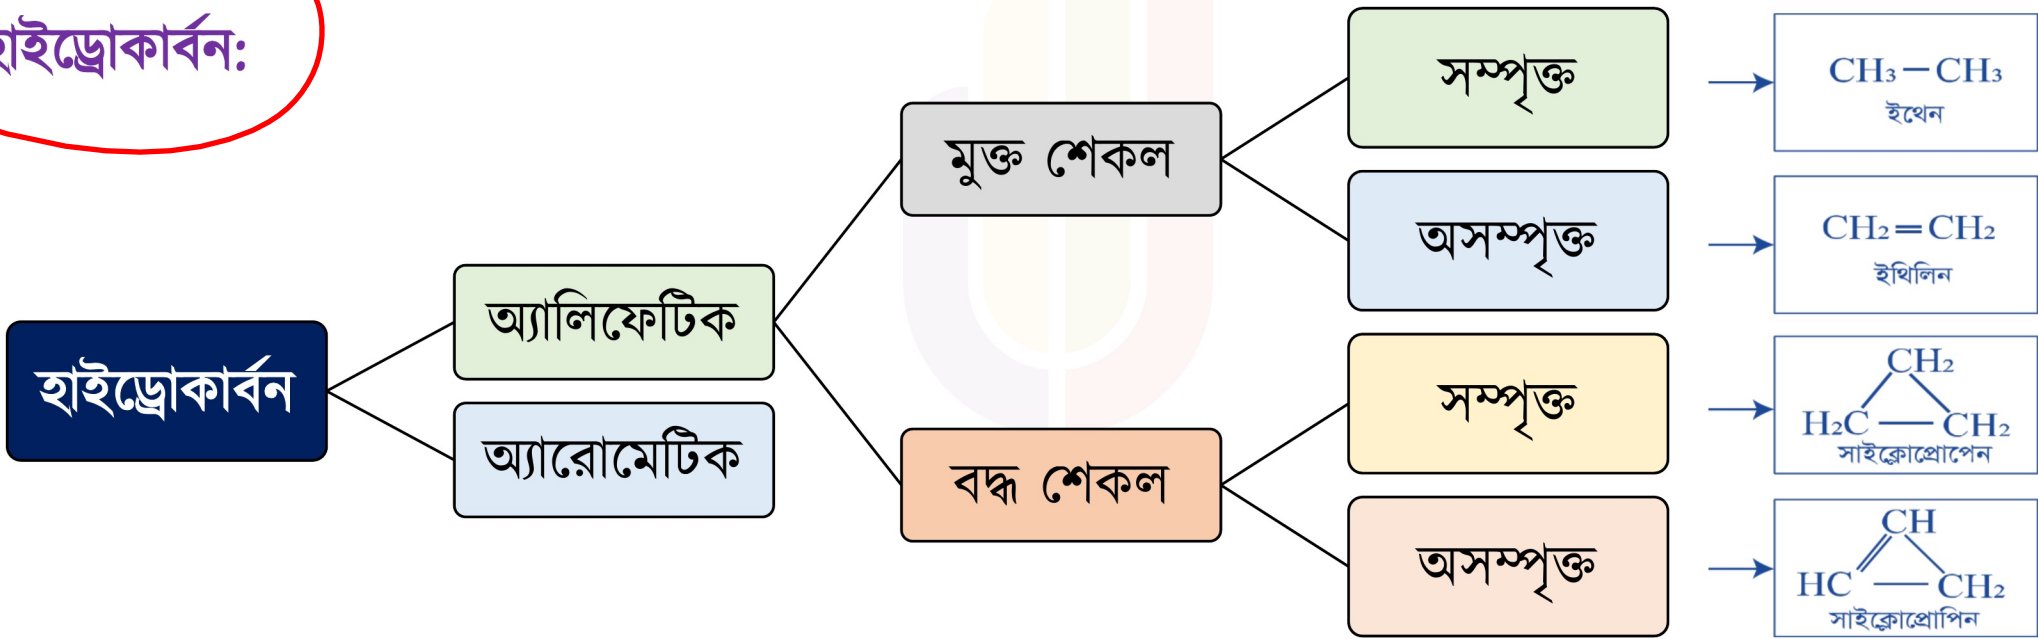 হাইড্রোকার্বন:
হাইড্রোকার্বন
অ্যালিফেটিক
অ্যারোমেটিক
মুক্ত শেকল
বদ্ধ শেকল
সম্পৃক্ত
CH₃ — CH₃
ইথেন
অসম্পৃক্ত
CH₂ = CH₂
ইথিলিন
সম্পৃক্ত
CH₂
H₂C — CH₂
সাইক্লোপ্রোপেন
অসম্পৃক্ত
CH
HC — CH₂
সাইক্লোপ্রোপিন